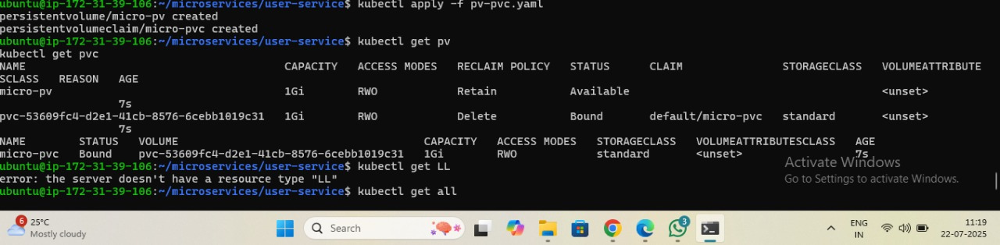 ubuntu@ip-172-31-39-106:~/microservices/user-service$ kubectl apply -f pv-pvc.yaml
persistentvolume/micro-pv created
persistentvolumeclaim/micro-pvc created
ubuntu@ip-172-31-39-106:~/microservices/user-service$ kubectl get pv
kubectl get pvc
NAME CAPACITY ACCESS MODES RECLAIM POLICY STATUS CLAIM STORAGECLASS VOLUMEATTRIBUTE
SCLASS REASON AGE
micro-pv 1Gi RWO Retain Available <unset>
7s
pvc-53609fc4-d2e1-41cb-8576-6cebb1019c31 1Gi RWO Delete Bound default/micro-pvc standard <unset>
7s
NAME STATUS VOLUME CAPACITY ACCESS MODES STORAGECLASS VOLUMEATTRIBUTESCLASS AGE
micro-pvc Bound pvc-53609fc4-d2e1-41cb-8576-6cebb1019c31 1Gi RWO standard <unset> 7s
ubuntu@ip-172-31-39-106:~/microservices/user-service$ kubectl get LL
error: the server doesn't have a resource type "LL"
ubuntu@ip-172-31-39-106:~/microservices/user-service$ kubectl get all
Activate Windows
Go to Settings to activate Windows.
6
25°C
Mostly cloudy
Search
3
ENG
IN
11:19
22-07-2025